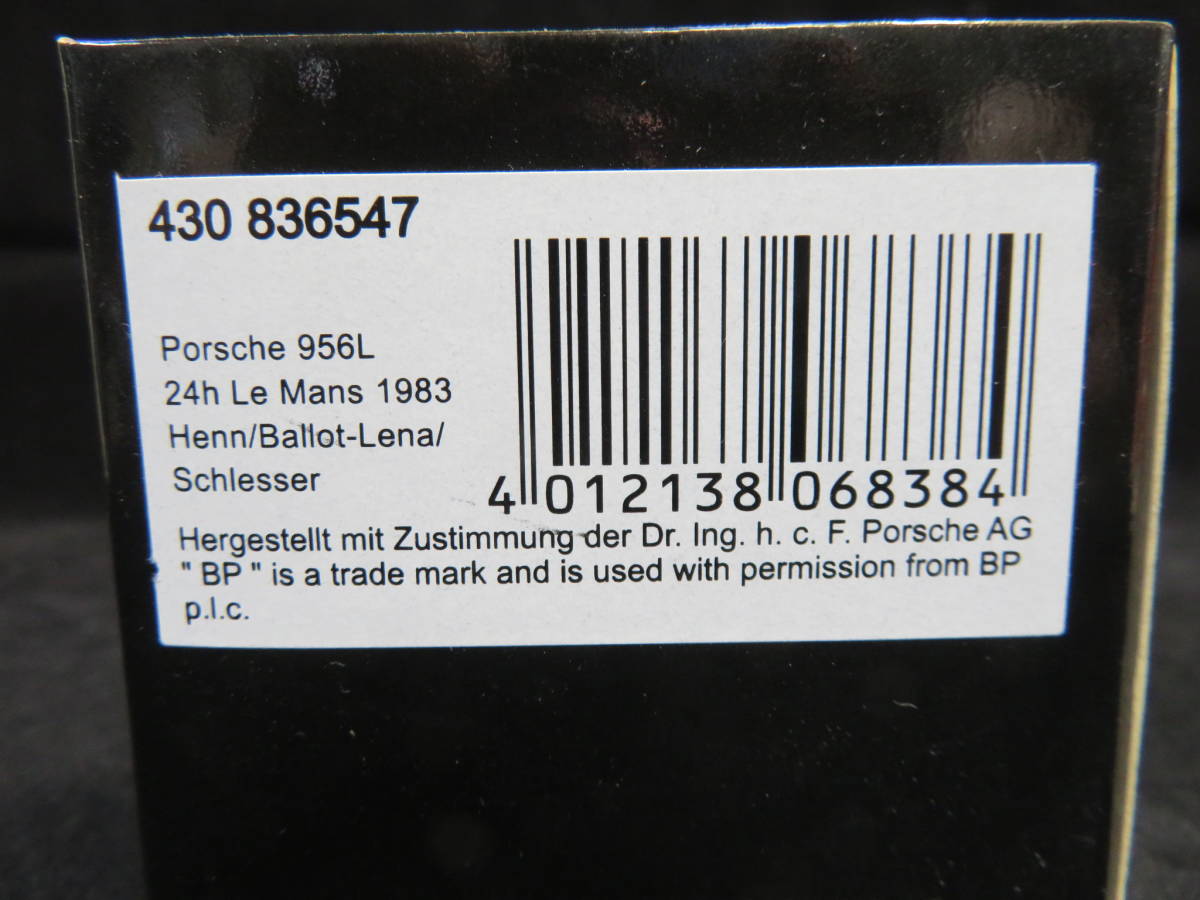 430 836547
Porsche 956L
24h Le Mans 1983
Henn/Ballot-Lena/
Schlesser
4 012138 068384
Hergestellt mit Zustimmung der Dr. Ing. h. c. F. Porsche AG
" BP " is a trade mark and is used with permission from BP
p.l.c.